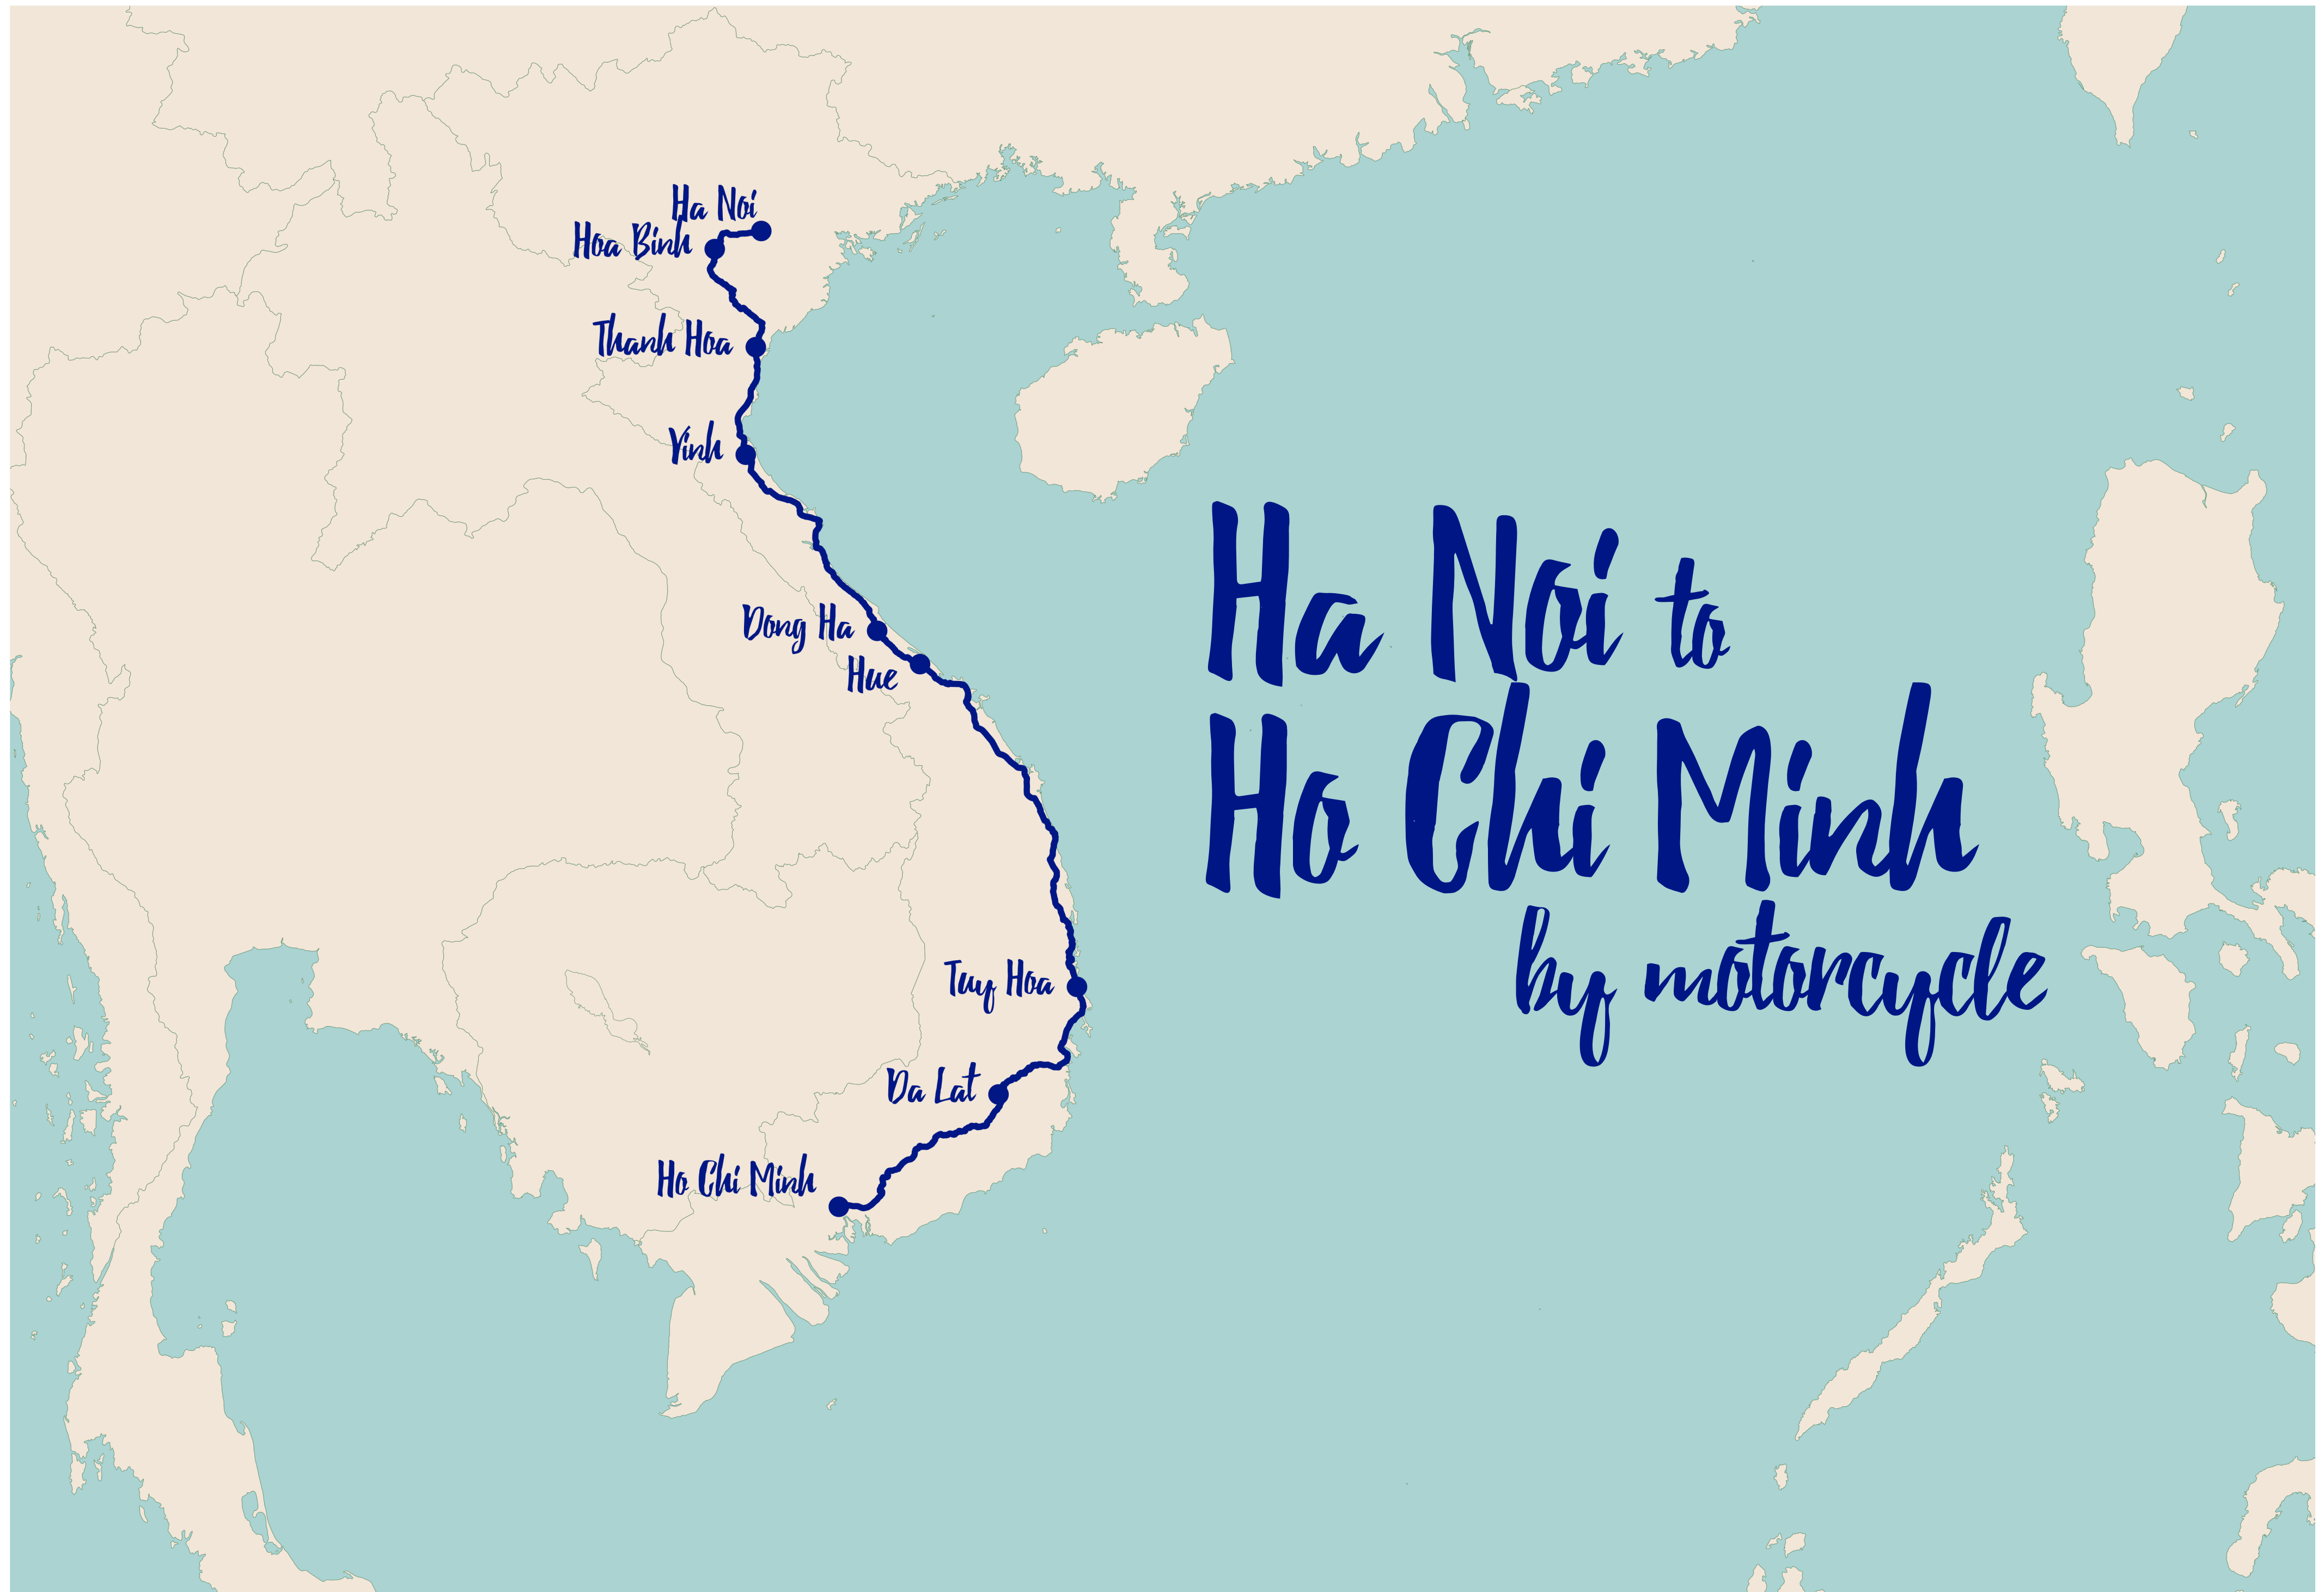 Ha Noi
Hoa Binh
Thanh Hoa
Vinh
Dong Ha
Hue
Tuy Hoa
Da Lat
Ho Chi Minh
Ha Noi to
Ho Chi Minh
by motorcycle